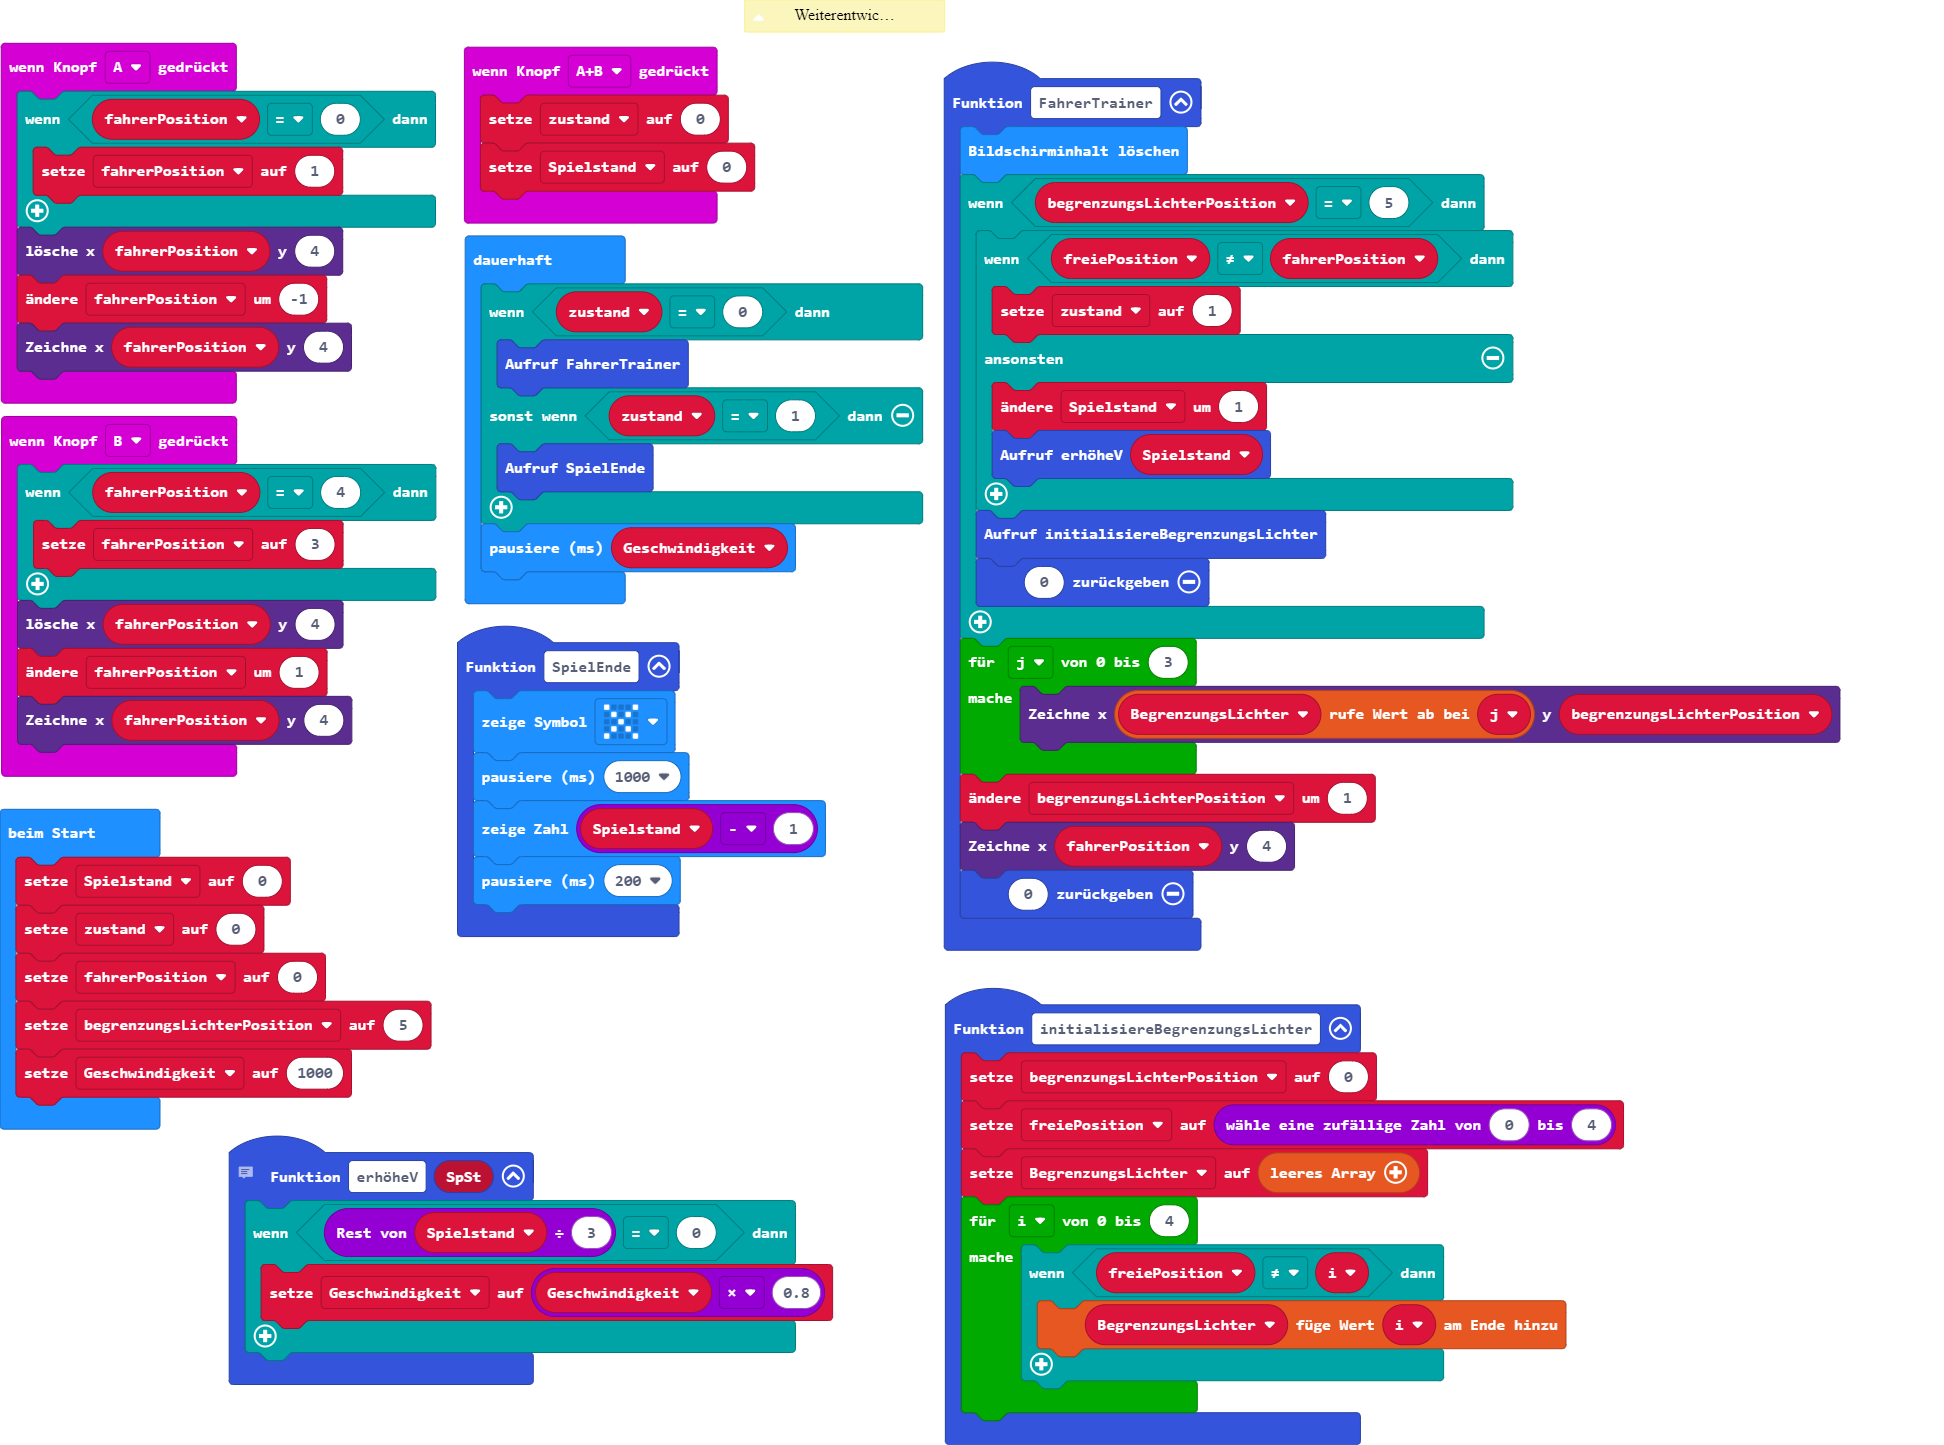 Weiterentwic…
wenn Knopf A gedrückt
wenn fahrerPosition = 0 dann
setze fahrerPosition auf 1
lösche x fahrerPosition y 4
ändere fahrerPosition um -1
Zeichne x fahrerPosition y 4
wenn Knopf B gedrückt
wenn fahrerPosition = 4 dann
setze fahrerPosition auf 3
lösche x fahrerPosition y 4
ändere fahrerPosition um 1
Zeichne x fahrerPosition y 4
beim Start
setze Spielstand auf 0
setze zustand auf 0
setze fahrerPosition auf 0
setze begrenzungsLichterPosition auf 5
setze Geschwindigkeit auf 1000
wenn Knopf A+B gedrückt
setze zustand auf 0
setze Spielstand auf 0
dauerhaft
wenn zustand = 0 dann
Aufruf FahrerTrainer
sonst wenn zustand = 1 dann
Aufruf SpielEnde
pausiere (ms) Geschwindigkeit
Funktion SpielEnde
zeige Symbol
pausiere (ms) 1000
zeige Zahl Spielstand - 1
pausiere (ms) 200
Funktion erhöheV SpSt
wenn Rest von Spielstand ÷ 3 = 0 dann
setze Geschwindigkeit auf Geschwindigkeit × 0.8
Funktion FahrerTrainer
Bildschirminhalt löschen
wenn begrenzungsLichterPosition = 5 dann
wenn freiePosition ≠ fahrerPosition dann
setze zustand auf 1
ansonsten
ändere Spielstand um 1
Aufruf erhöheV Spielstand
Aufruf initialisiereBegrenzungsLichter
0 zurückgeben
für j von 0 bis 3
mache Zeichne x BegrenzungsLichter rufe Wert ab bei j y begrenzungsLichterPosition
ändere begrenzungsLichterPosition um 1
Zeichne x fahrerPosition y 4
0 zurückgeben
Funktion initialisiereBegrenzungsLichter
setze begrenzungsLichterPosition auf 0
setze freiePosition auf wähle eine zufällige Zahl von 0 bis 4
setze BegrenzungsLichter auf leeres Array
für i von 0 bis 4
mache wenn freiePosition ≠ i dann
BegrenzungsLichter füge Wert i am Ende hinzu